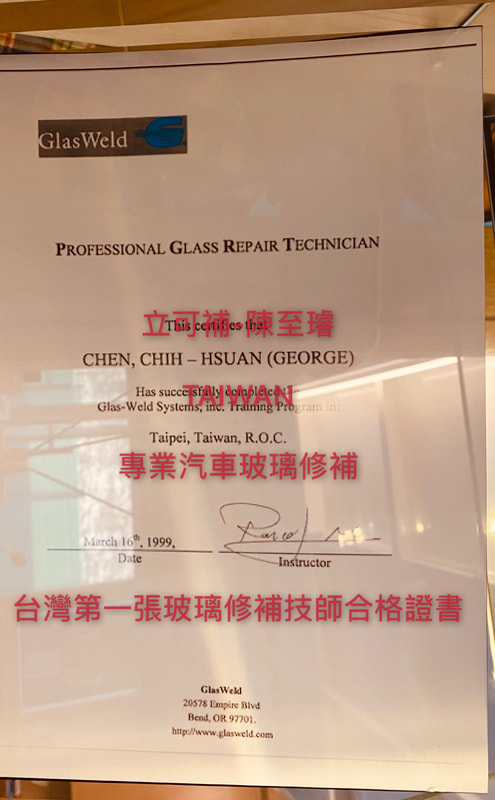 GlasWeld
PROFESSIONAL GLASS REPAIR TECHNICIAN
This certifies that
立可補 陳至璿
CHEN, CHIH – HSUAN (GEORGE)
Has successfully completed
TAIWAN
Glas-Weld Systems, inc. Training Program in:
Taipei, Taiwan, R.O.C.
專業汽車玻璃修補
March 16th, 1999,
Date
Instructor
台灣第一張玻璃修補技師合格證書
GlasWeld
20578 Empire Blvd
Bend, OR 97701.
http://www.glasweld.com